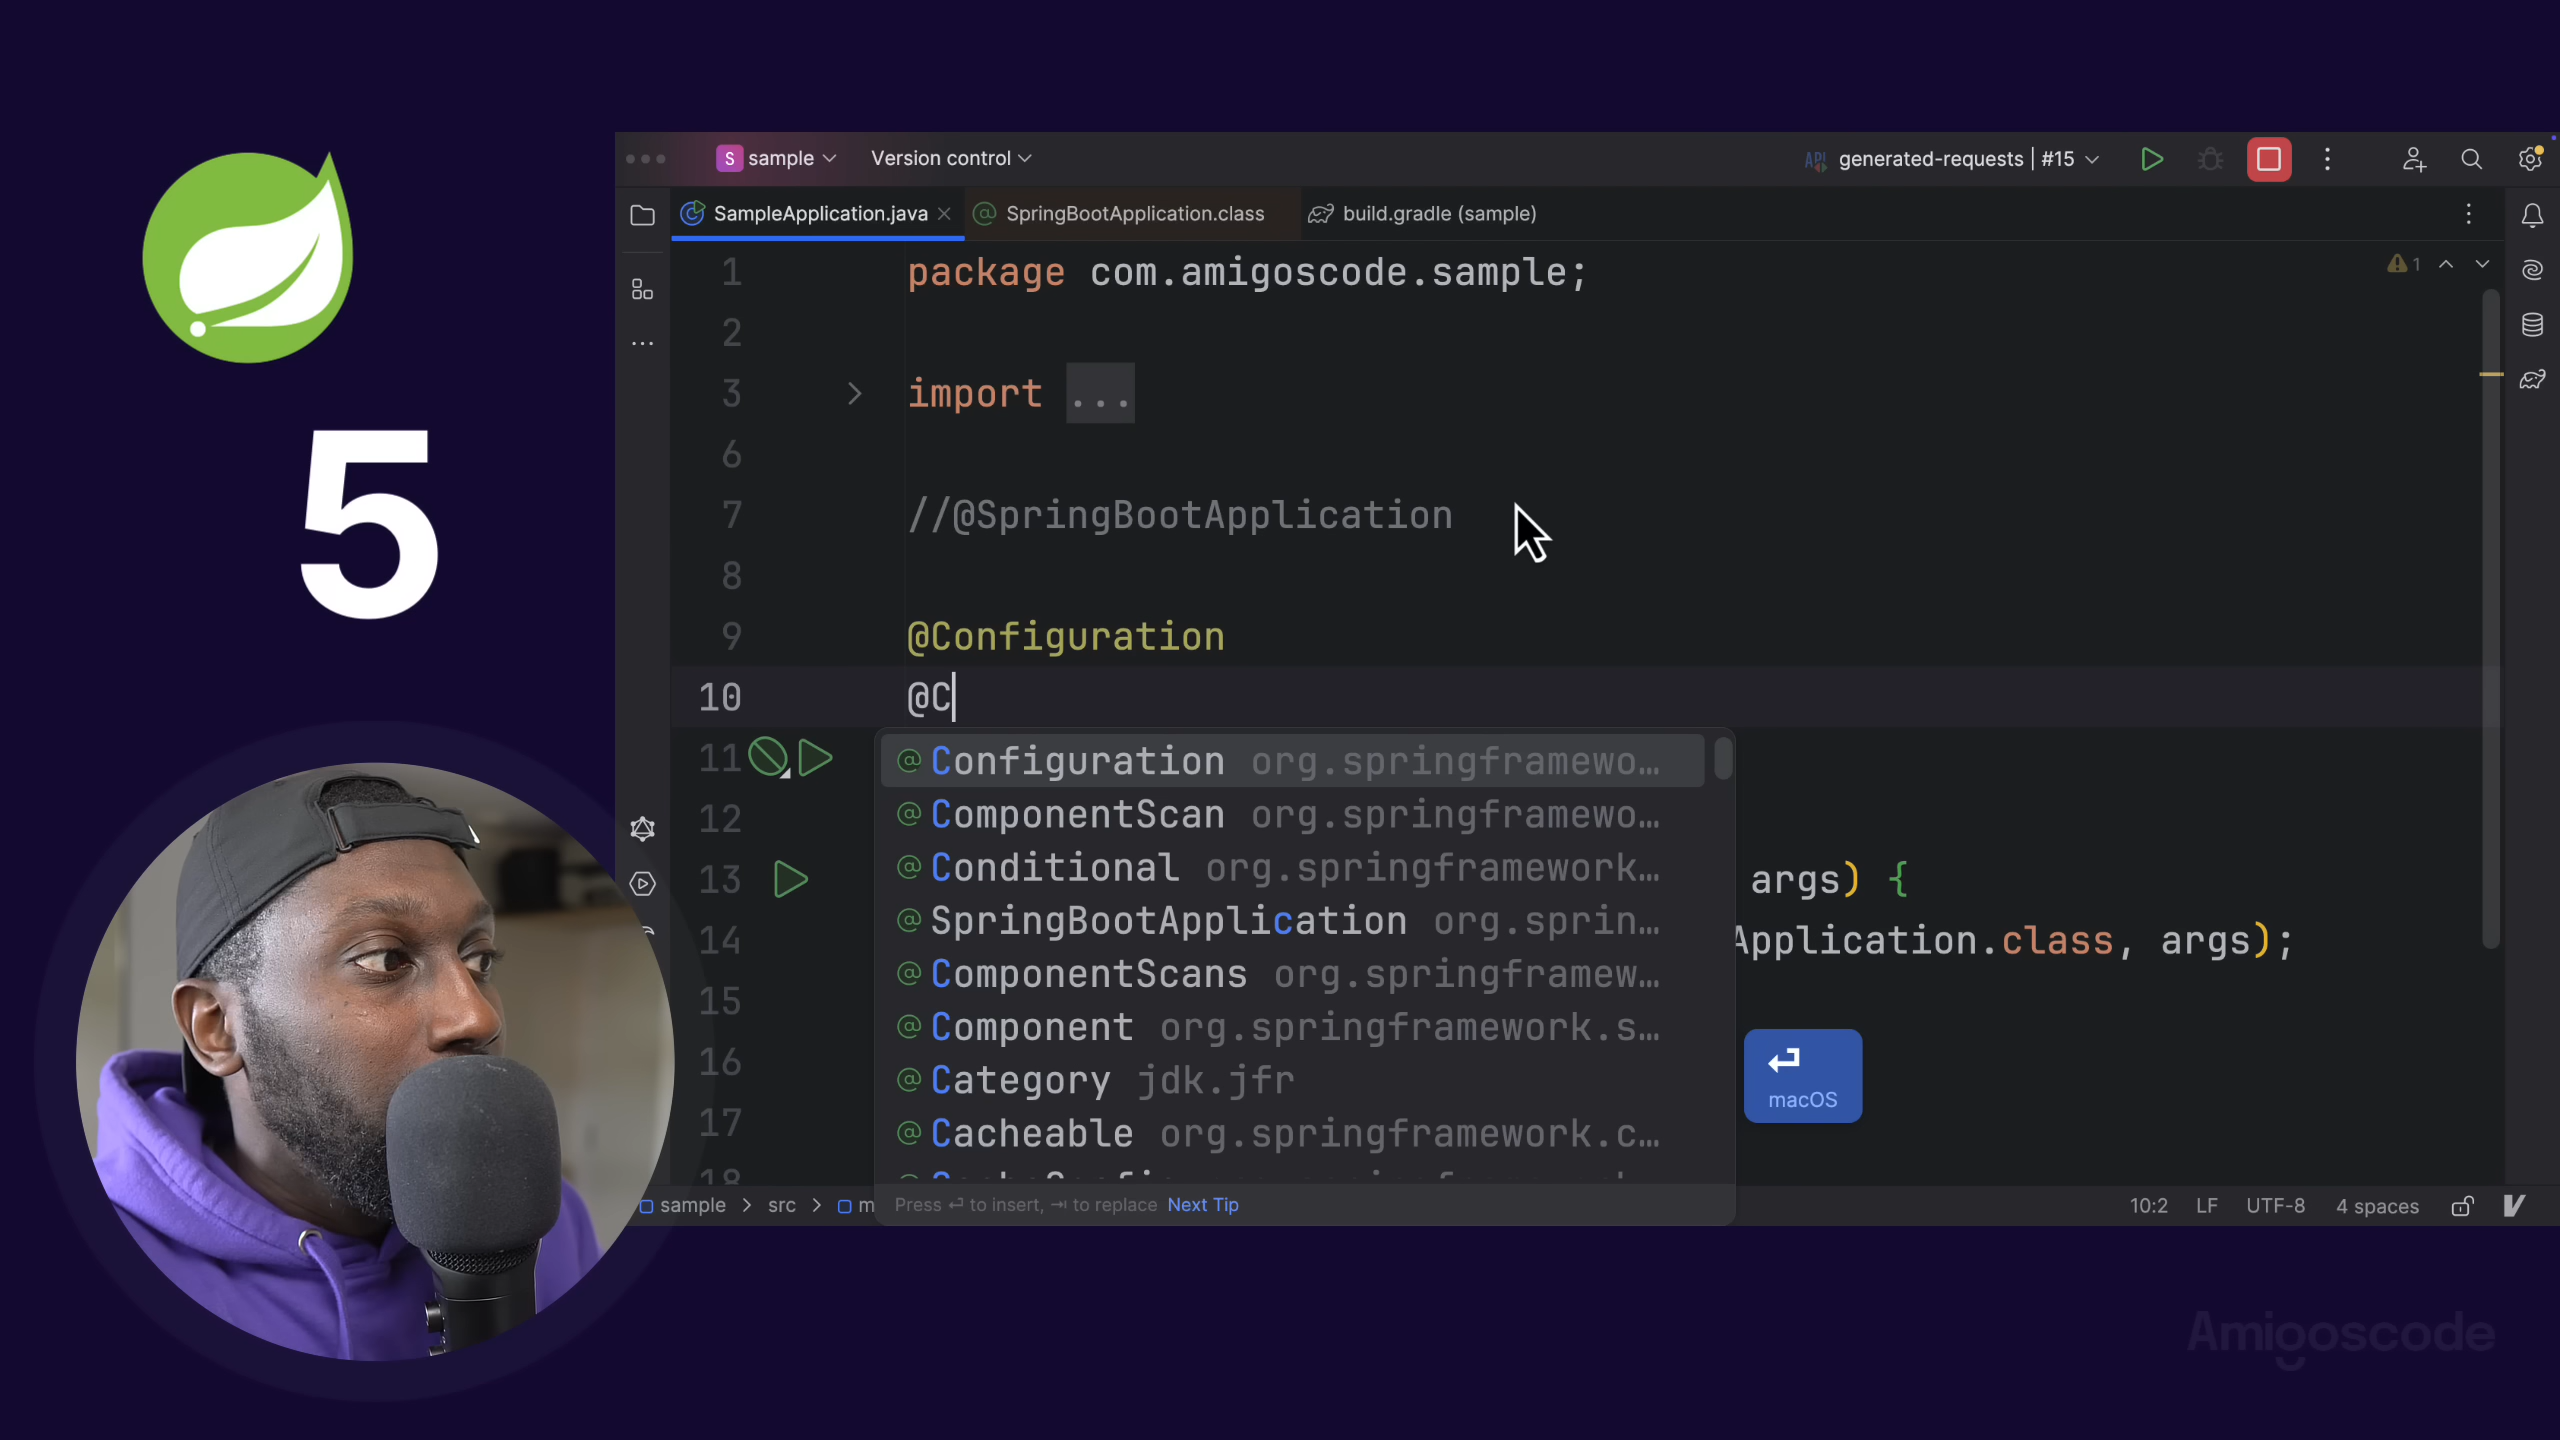 5
S sample
Version control
API generated-requests | #15
SampleApplication.java
SpringBootApplication.class
build.gradle (sample)
1 package com.amigoscode.sample;
1
2
3 import ...
6
7 //@SpringBootApplication
8
9 @Configuration
10 @C
11
12
13 args) {
14 Application.class, args);
15
16
17
18
@ Configuration org.springframewo…
@ ComponentScan org.springframewo…
@ Conditional org.springframework…
@ SpringBootApplication org.sprin…
@ ComponentScans org.springframew…
@ Component org.springframework.s…
@ Category jdk.jfr
@ Cacheable org.springframework.c…
Press ⏎ to insert, ⇥ to replace Next Tip
macOS
sample > src > m
10:2 LF UTF-8 4 spaces
Amigoscode